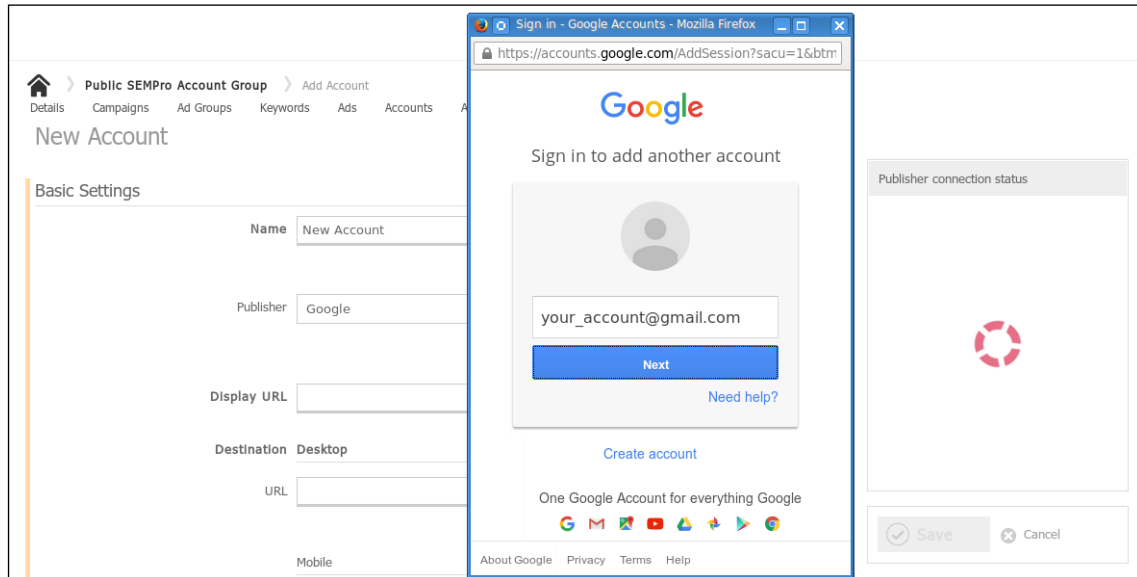 Sign in - Google Accounts - Mozilla Firefox
https://accounts.google.com/AddSession?sacu=1&btm
Public SEMPro Account Group Add Account
Details Campaigns Ad Groups Keywords Ads Accounts A
New Account
Basic Settings
Name New Account
Publisher Google
Display URL
Destination Desktop
URL
Mobile
Google
Sign in to add another account
your_account@gmail.com
Next
Need help?
Create account
One Google Account for everything Google
About Google Privacy Terms Help
Publisher connection status
Save Cancel